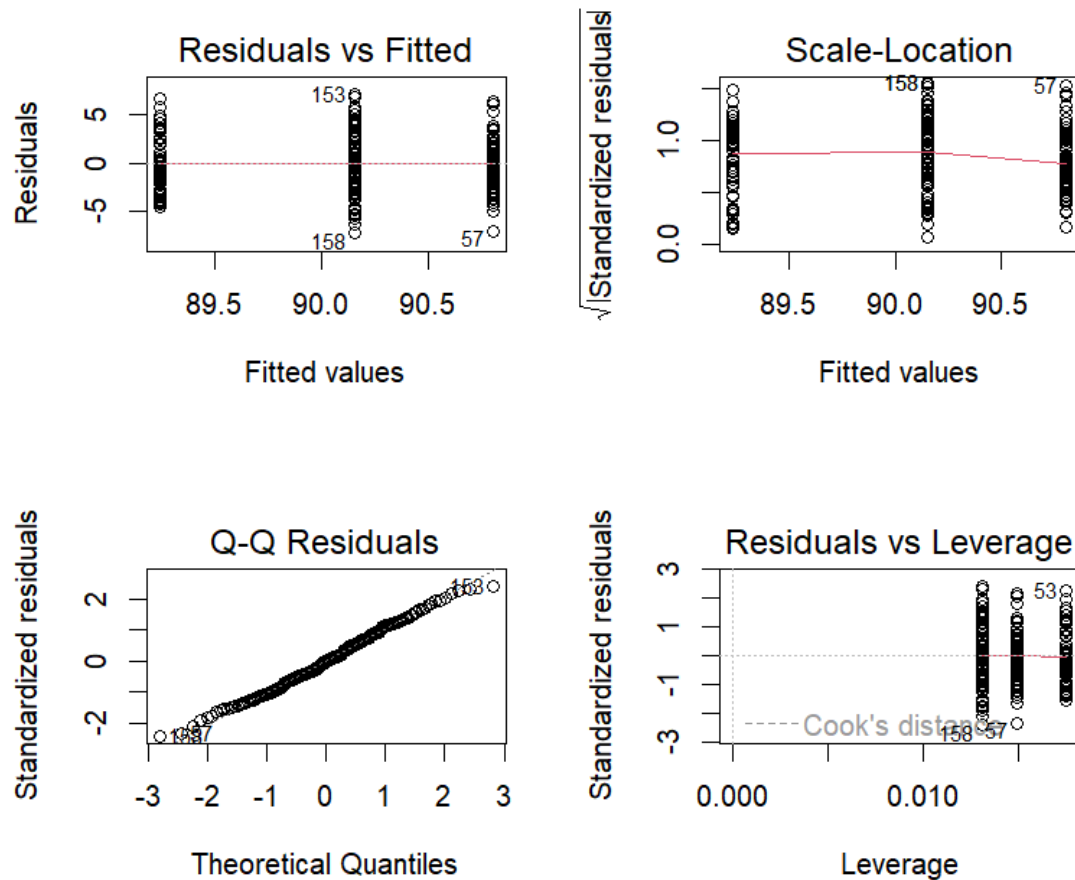 Residuals vs Fitted
Residuals
5
0
-5
153
158
57
89.5 90.0 90.5
Fitted values
Scale-Location
√|Standardized residuals|
1.0
0.0
158
57
89.5 90.0 90.5
Fitted values
Q-Q Residuals
Standardized residuals
2
0
-2
153
57
-3 -2 -1 0 1 2 3
Theoretical Quantiles
Residuals vs Leverage
Standardized residuals
3
1
-1
-3
53
Cook's distance
158
57
0.000 0.010
Leverage